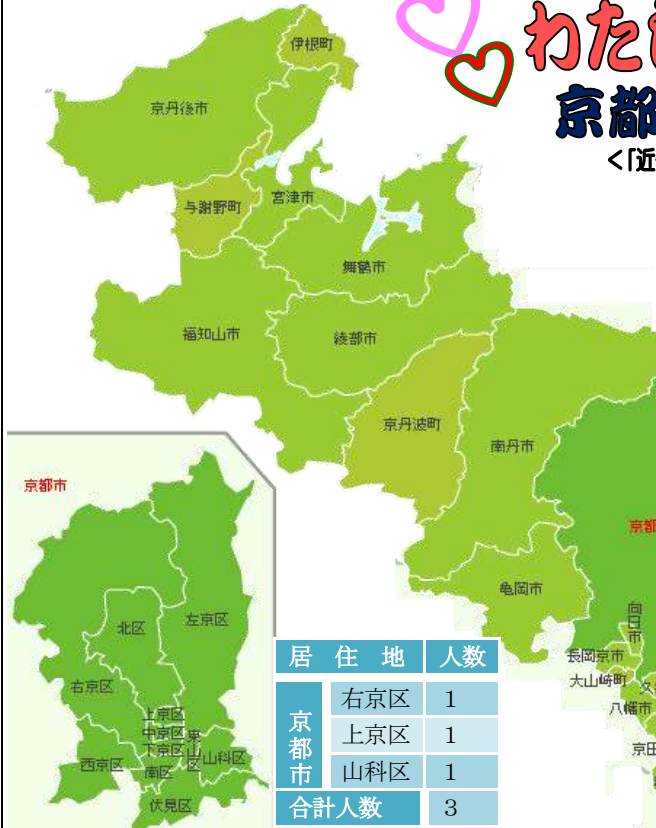 わた
京都
<「近
伊根町
京丹後市
与謝野町
宮津市
舞鶴市
福知山市
綾部市
京丹波町
南丹市
亀岡市
京都
向日市
長岡京市
大山崎町
八幡市
京田
京都市
北区
左京区
右京区
上京区
中京区
下京区
東山区
山科区
西京区
南区
伏見区
居住地 人数
京都市
右京区 1
上京区 1
山科区 1
合計人数 3